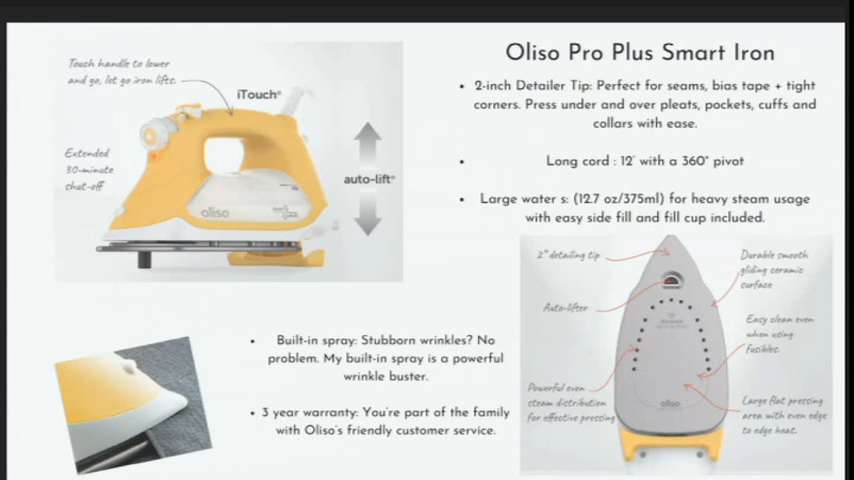 Oliso Pro Plus Smart Iron
Touch handle to lower
and go, let go iron lifts.
iTouch®
Extended
30-minute
shut-off
auto-lift®
oliso
• 2-inch Detailer Tip: Perfect for seams, bias tape + tight
corners. Press under and over pleats, pockets, cuffs and
collars with ease.
• Long cord : 12' with a 360° pivot
• Large water s: (12.7 oz/375ml) for heavy steam usage
with easy side fill and fill cup included.
• Built-in spray: Stubborn wrinkles? No
problem. My built-in spray is a powerful
wrinkle buster.
• 3 year warranty: You're part of the family
with Oliso's friendly customer service.
2" detailing tip
Auto-lifter
Powerful even
steam distribution
for effective pressing
Durable smooth
gliding ceramic
surface
Easy clean even
when using
fusibles.
Large flat pressing
area with even edge
to edge heat.
oliso